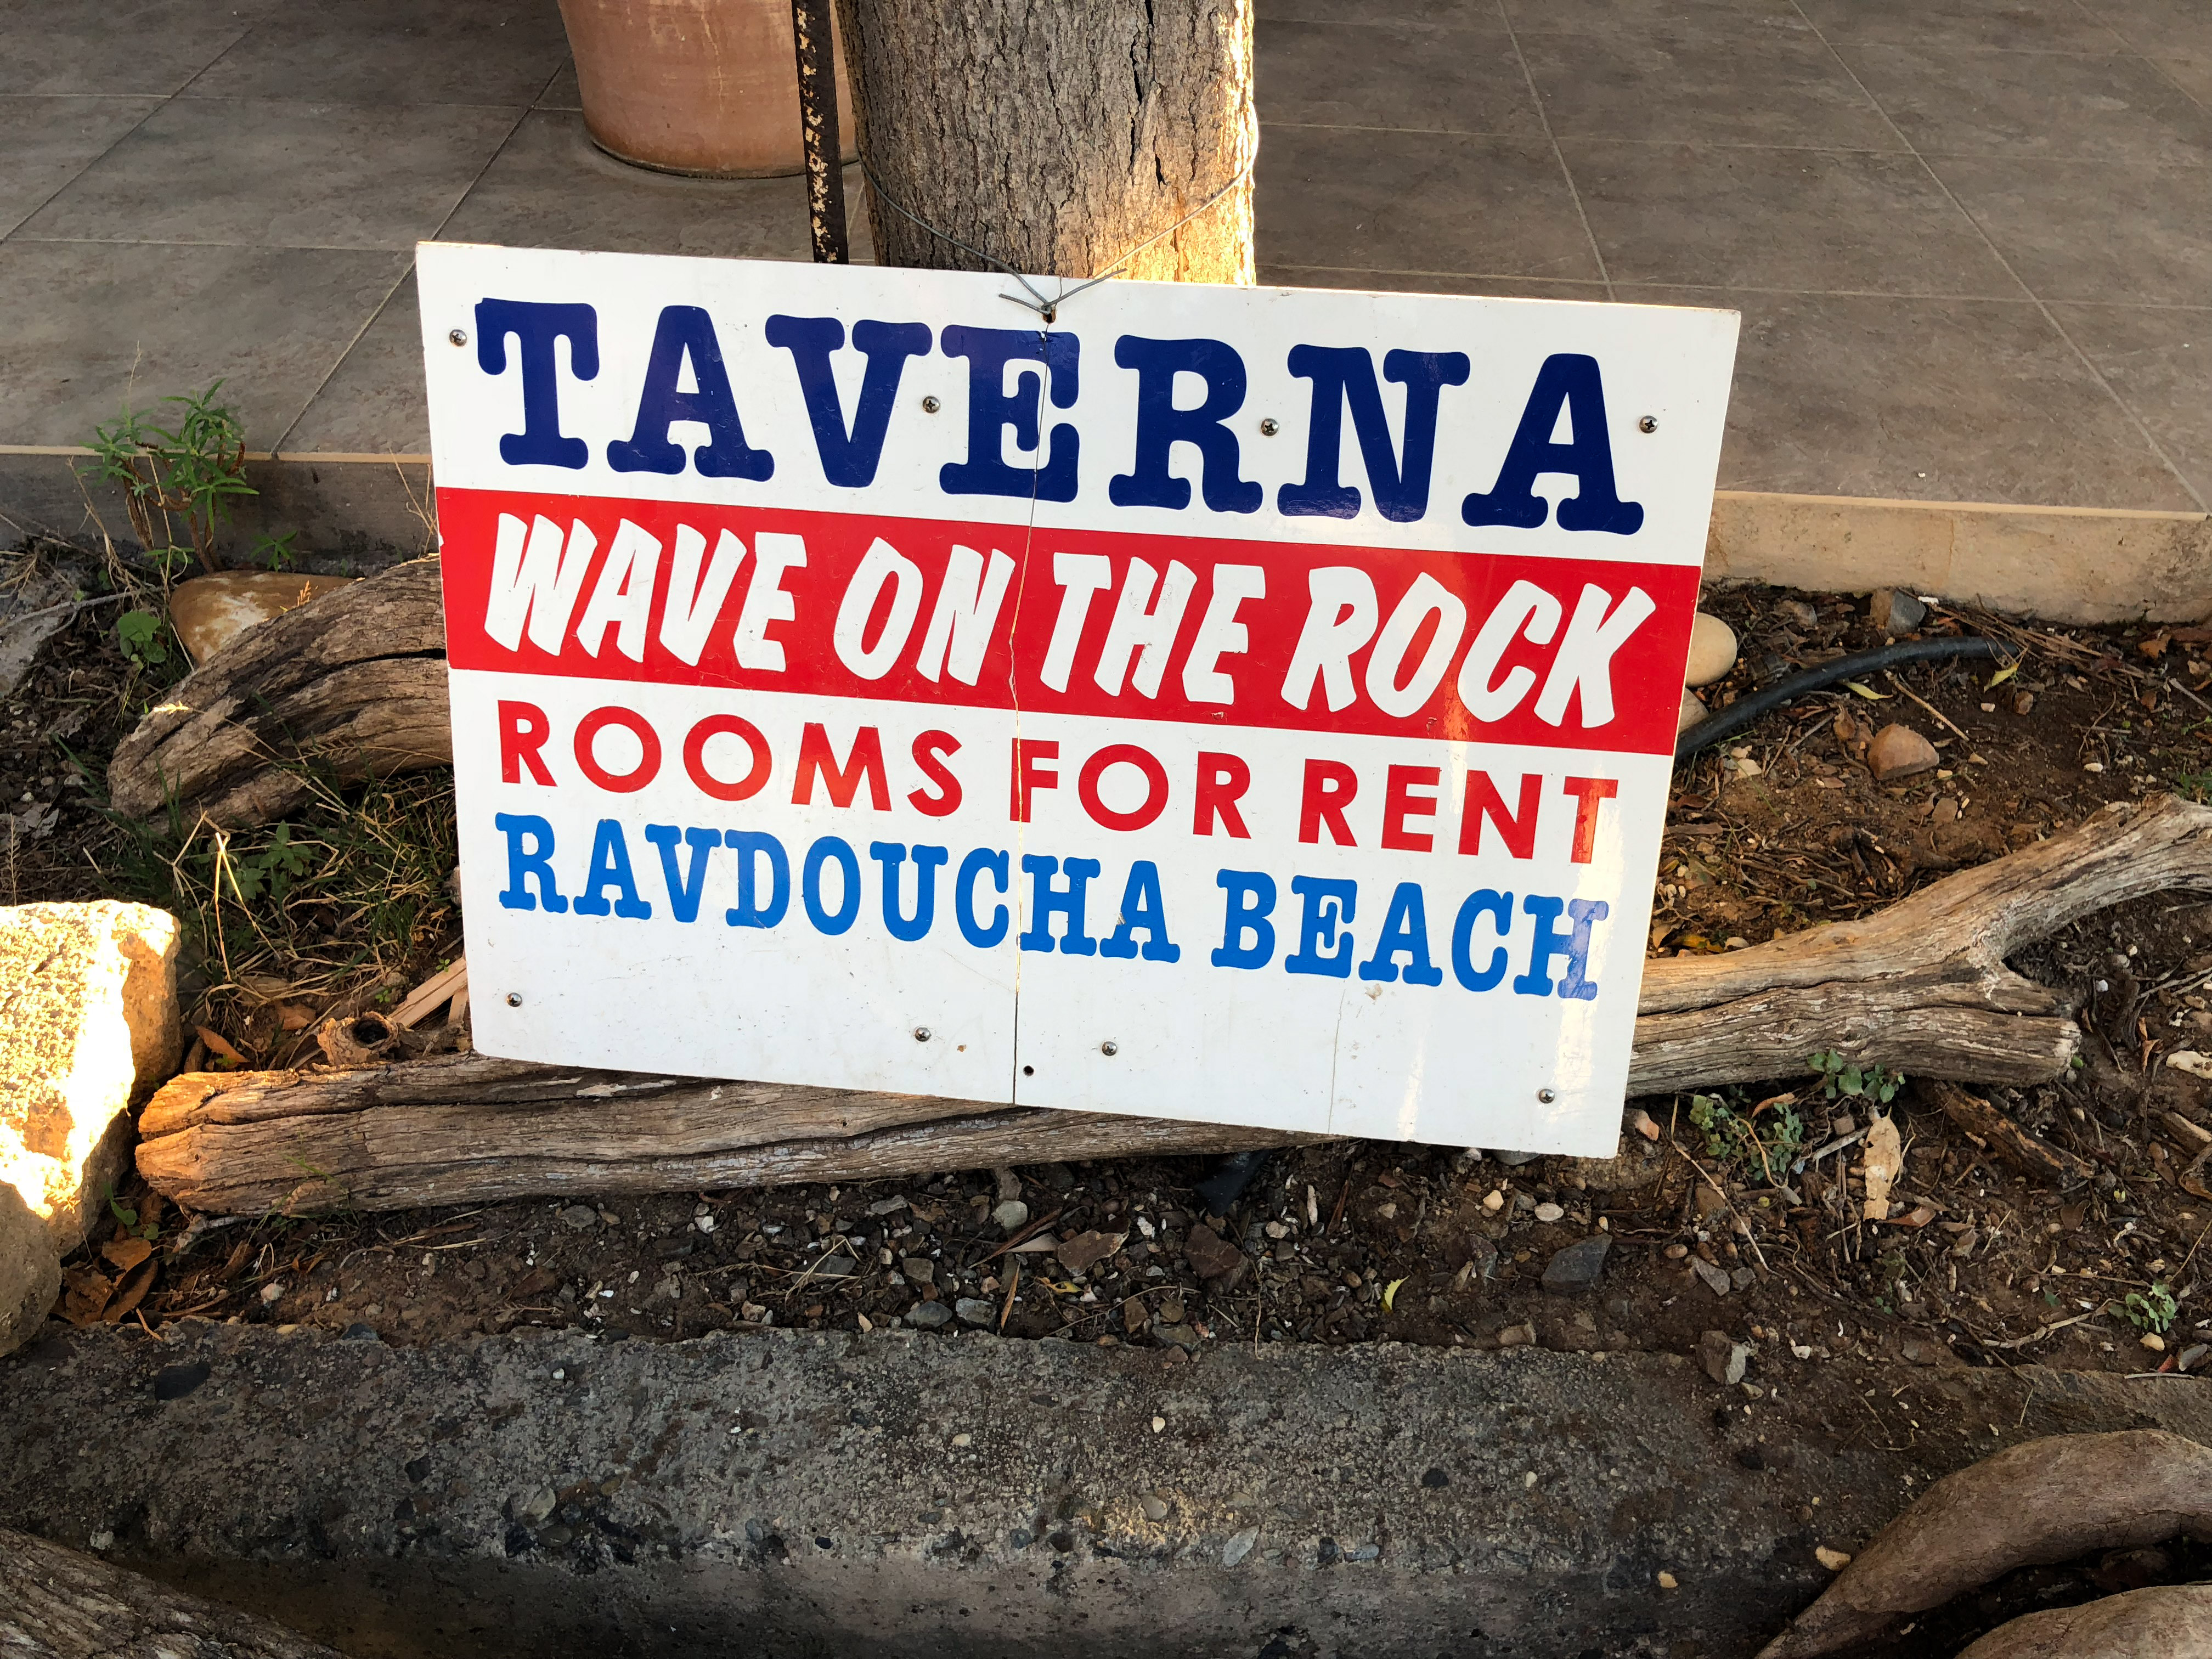 TAVERNA
WAVE ON THE ROCK
ROOMS FOR RENT
RAVDOUCHA BEACH